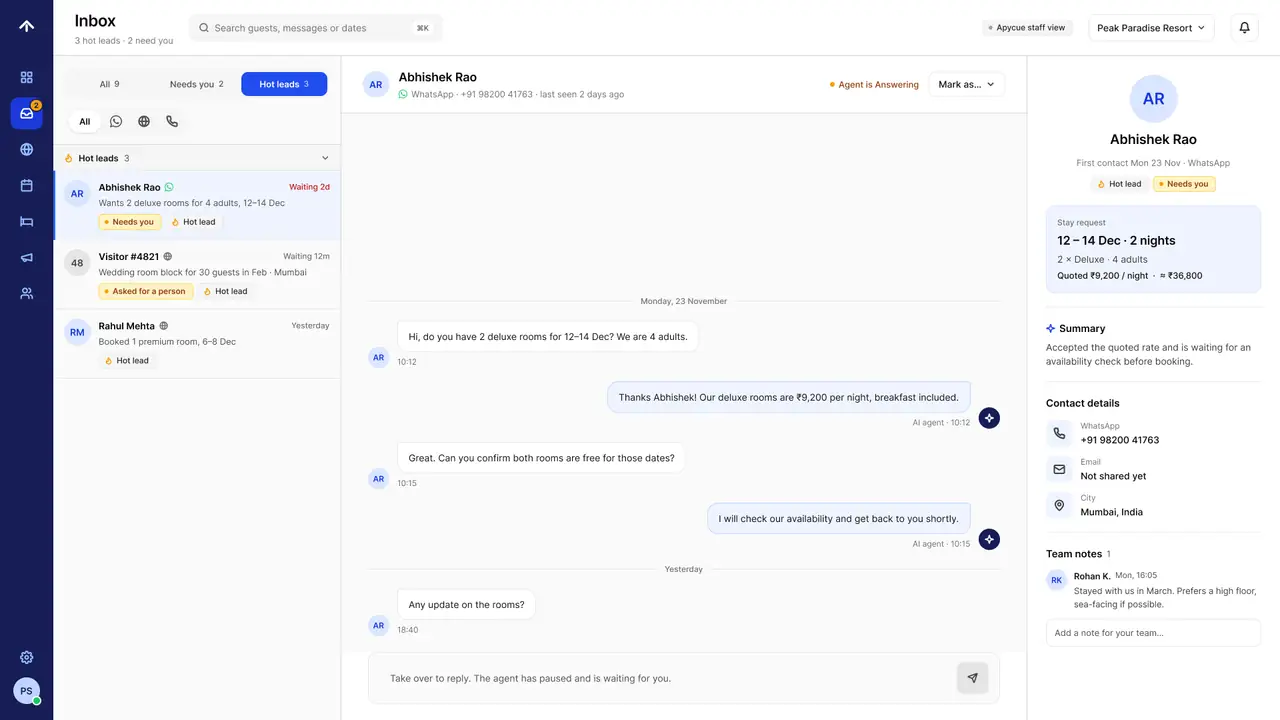 Inbox
3 hot leads · 2 need you
Search guests, messages or dates
⌘K
Apycue staff view
Peak Paradise Resort
2
All 9
Needs you 2
Hot leads 3
All
Hot leads 3
AR
Abhishek Rao
Waiting 2d
Wants 2 deluxe rooms for 4 adults, 12–14 Dec
Needs you
Hot lead
48
Visitor #4821
Waiting 12m
Wedding room block for 30 guests in Feb · Mumbai
Asked for a person
Hot lead
RM
Rahul Mehta
Yesterday
Booked 1 premium room, 6–8 Dec
Hot lead
PS
AR
Abhishek Rao
WhatsApp · +91 98200 41763 · last seen 2 days ago
Agent is Answering
Mark as...
Monday, 23 November
Hi, do you have 2 deluxe rooms for 12–14 Dec? We are 4 adults.
AR
10:12
Thanks Abhishek! Our deluxe rooms are ₹9,200 per night, breakfast included.
AI agent · 10:12
Great. Can you confirm both rooms are free for those dates?
AR
10:15
I will check our availability and get back to you shortly.
AI agent · 10:15
Yesterday
Any update on the rooms?
AR
18:40
Take over to reply. The agent has paused and is waiting for you.
AR
Abhishek Rao
First contact Mon 23 Nov · WhatsApp
Hot lead
Needs you
Stay request
12 – 14 Dec · 2 nights
2 × Deluxe · 4 adults
Quoted ₹9,200 / night · ≈ ₹36,800
Summary
Accepted the quoted rate and is waiting for an
availability check before booking.
Contact details
WhatsApp
+91 98200 41763
Email
Not shared yet
City
Mumbai, India
Team notes 1
RK
Rohan K. Mon, 16:05
Stayed with us in March. Prefers a high floor,
sea-facing if possible.
Add a note for your team...